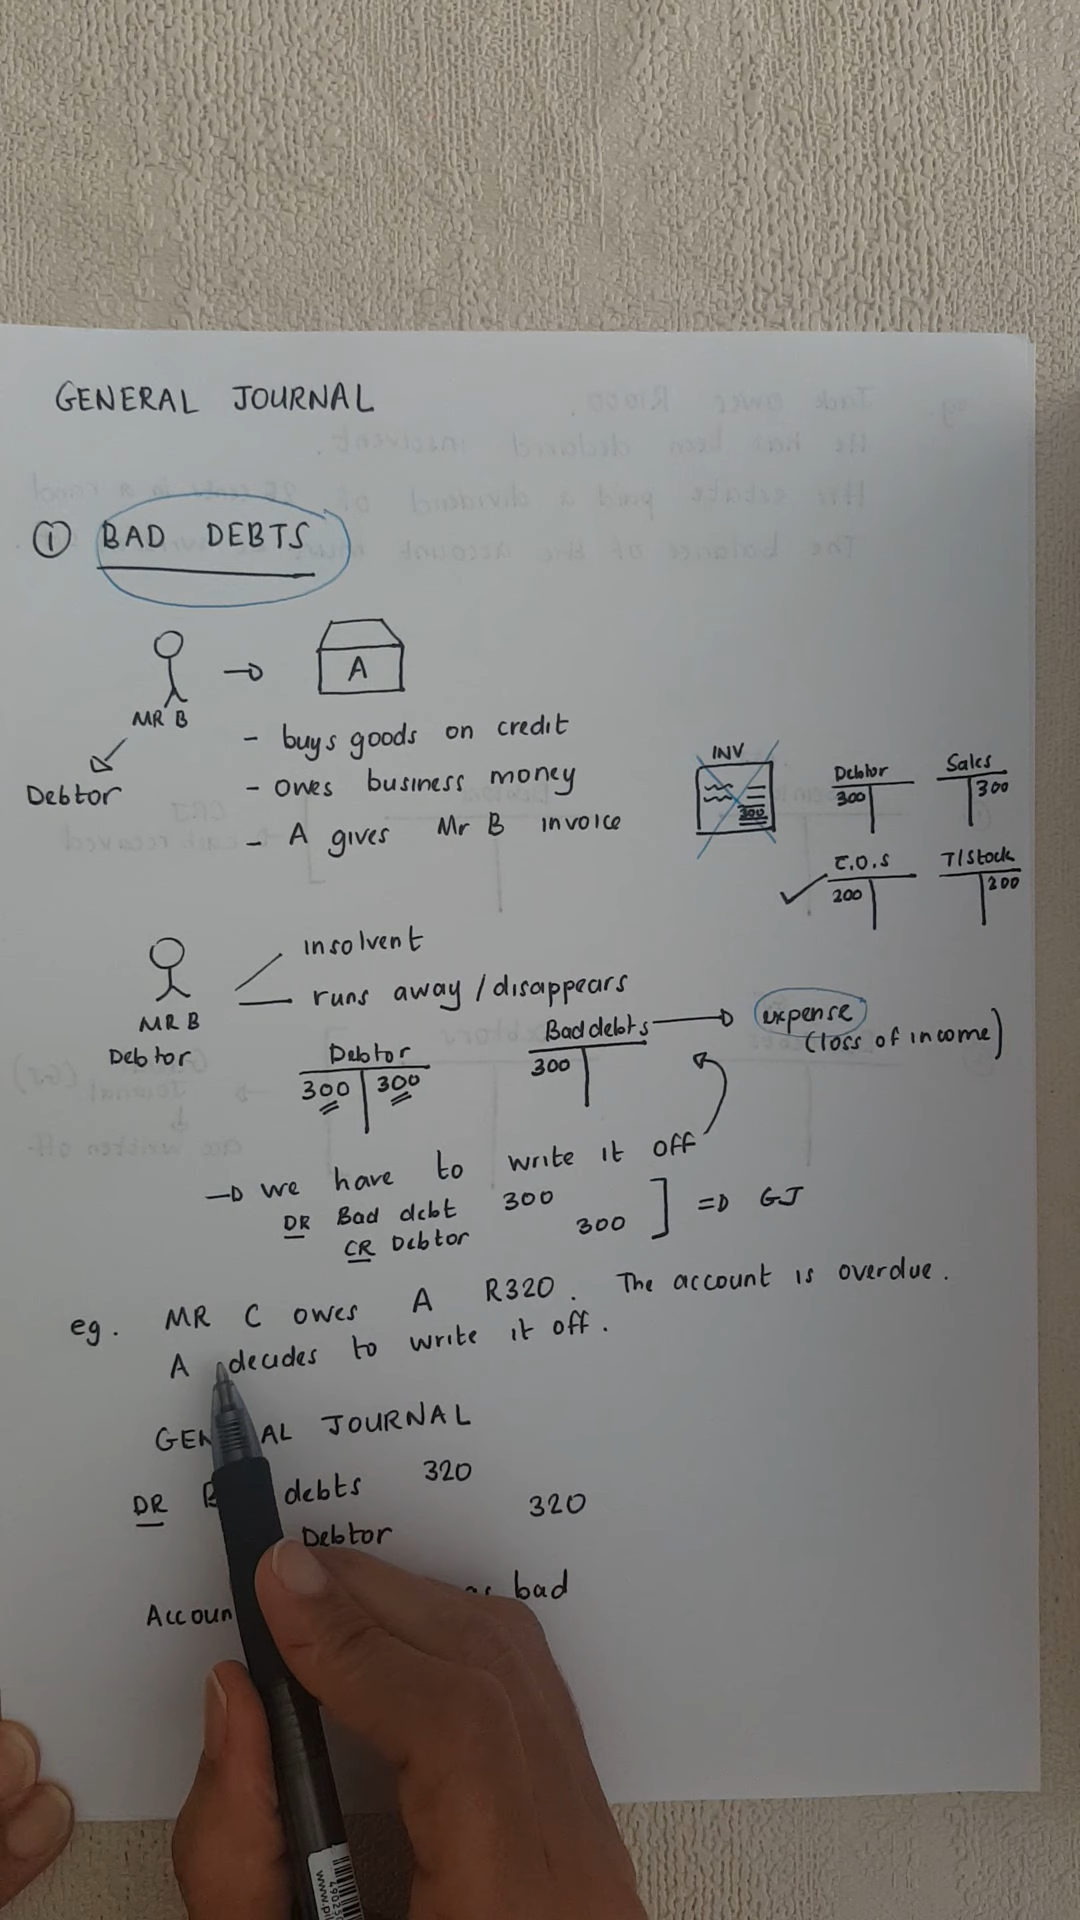 GENERAL JOURNAL
① BAD DEBTS
A
MR B
Debtor
- buys goods on credit
- owes business money
- A gives Mr B invoice
INV
300
Debtor
300
Sales
300
C.O.S
200
T/Stock
200
MR B
Debtor
insolvent
runs away / disappears
Debtor
300 300
Bad debts
300
expense
(loss of income)
we have to write it off
DR Bad debt 300
CR Debtor 300
=> GJ
eg. MR C owes A R320. The account is overdue.
A decides to write it off.
GENERAL JOURNAL
DR debts 320
Debtor 320
Accoun bad